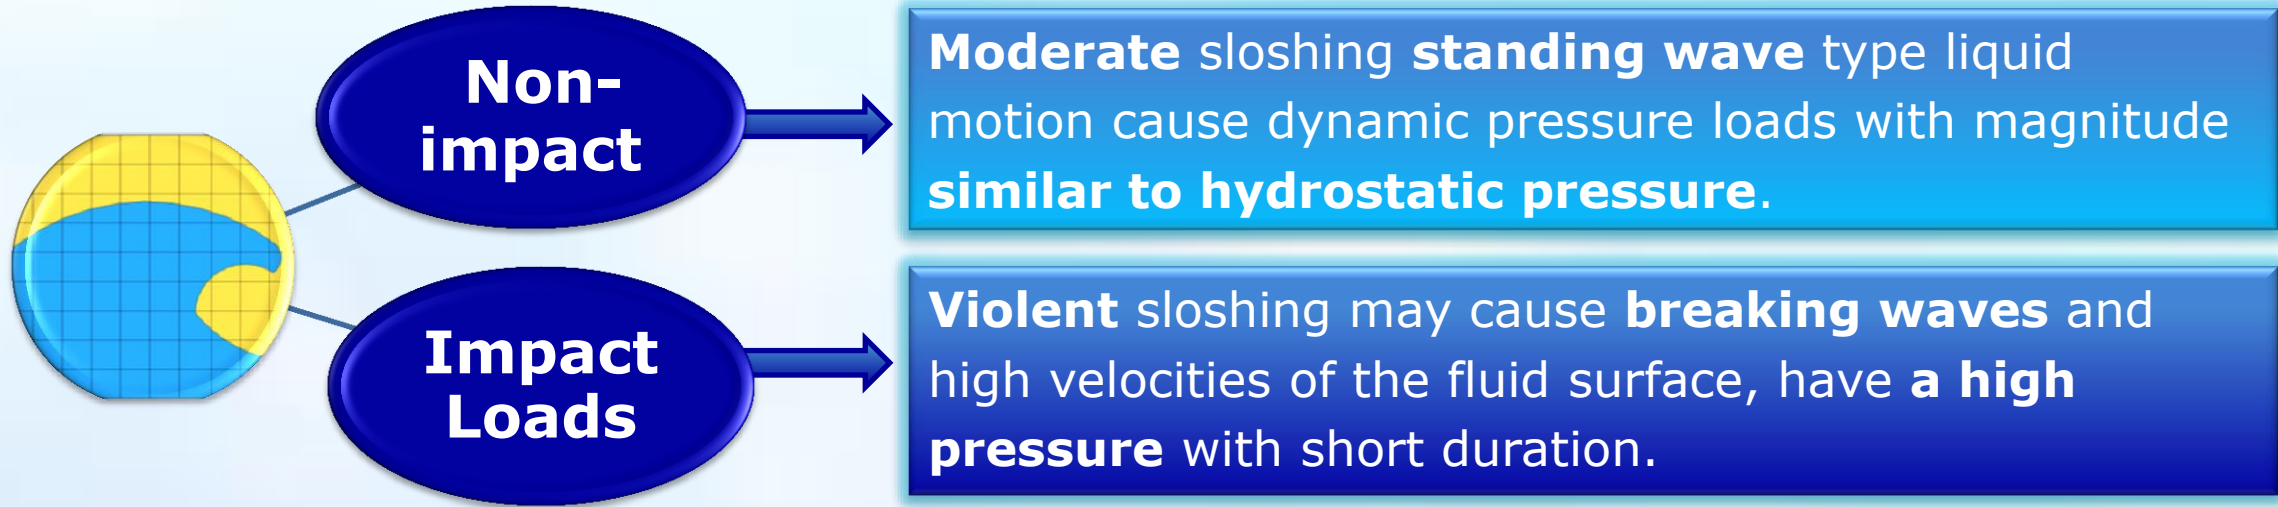 Non-
impact
Moderate sloshing standing wave type liquid
motion cause dynamic pressure loads with magnitude
similar to hydrostatic pressure.
Impact
Loads
Violent sloshing may cause breaking waves and
high velocities of the fluid surface, have a high
pressure with short duration.